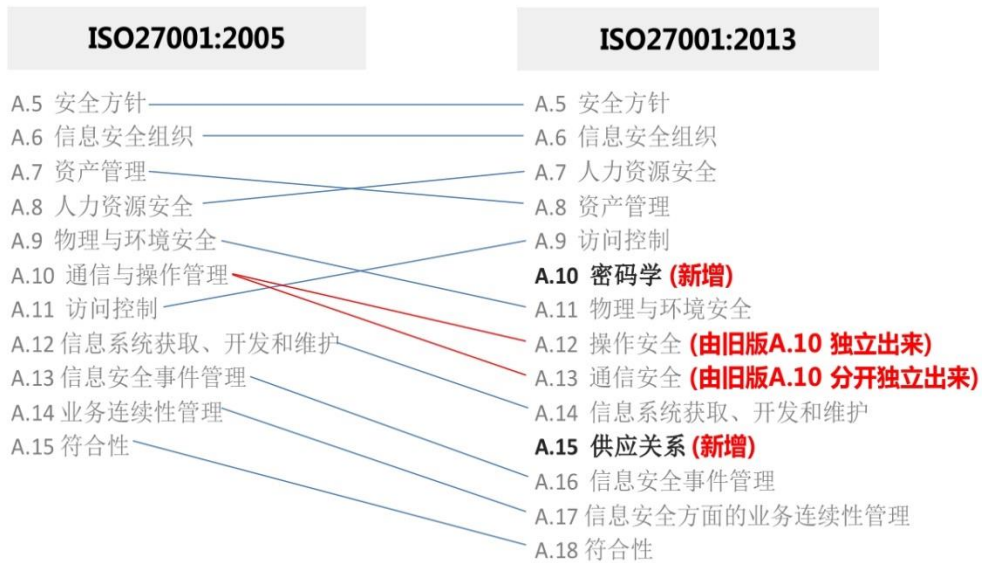 ISO27001:2005
A.5 安全方针
A.6 信息安全组织
A.7 资产管理
A.8 人力资源安全
A.9 物理与环境安全
A.10 通信与操作管理
A.11 访问控制
A.12 信息系统获取、开发和维护
A.13 信息安全事件管理
A.14 业务连续性管理
A.15 符合性
ISO27001:2013
A.5 安全方针
A.6 信息安全组织
A.7 人力资源安全
A.8 资产管理
A.9 访问控制
A.10 密码学 (新增)
A.11 物理与环境安全
A.12 操作安全 (由旧版A.10 独立出来)
A.13 通信安全 (由旧版A.10 分开独立出来)
A.14 信息系统获取、开发和维护
A.15 供应关系 (新增)
A.16 信息安全事件管理
A.17 信息安全方面的业务连续性管理
A.18 符合性